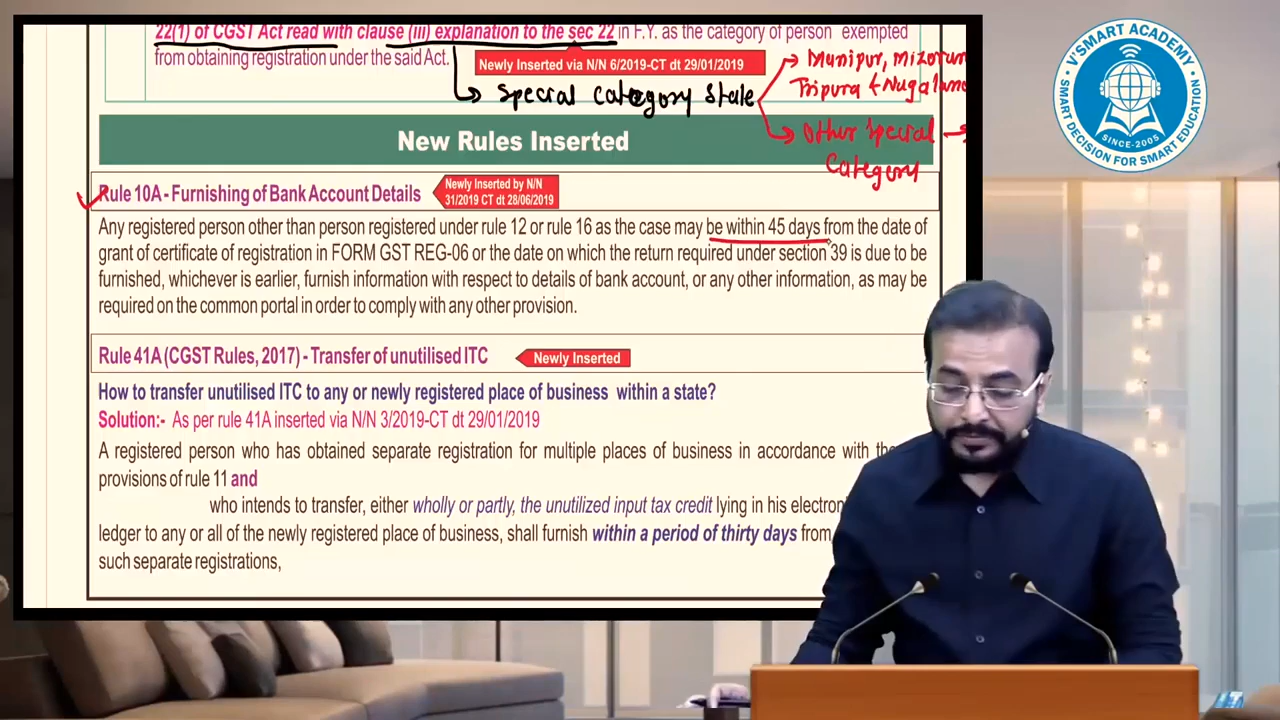 22(1) of CGST Act read with clause (iii) explanation to the sec 22 in F.Y. as the category of person exempted
from obtaining registration under the said Act.
Newly Inserted via N/N 6/2019-CT dt 29/01/2019
Special Category State
Manipur, Mizoram
Tripura & Nagaland
Other Special
Category
New Rules Inserted
Rule 10A - Furnishing of Bank Account Details
Newly Inserted by N/N
31/2019 CT dt 28/06/2019
Any registered person other than person registered under rule 12 or rule 16 as the case may be within 45 days from the date of
grant of certificate of registration in FORM GST REG-06 or the date on which the return required under section 39 is due to be
furnished, whichever is earlier, furnish information with respect to details of bank account, or any other information, as may be
required on the common portal in order to comply with any other provision.
Rule 41A (CGST Rules, 2017) - Transfer of unutilised ITC
Newly Inserted
How to transfer unutilised ITC to any or newly registered place of business within a state?
Solution:- As per rule 41A inserted via N/N 3/2019-CT dt 29/01/2019
A registered person who has obtained separate registration for multiple places of business in accordance with the
provisions of rule 11 and
who intends to transfer, either wholly or partly, the unutilized input tax credit lying in his
ledger to any or all of the newly registered place of business, shall furnish within a period of thirty days from
such separate registrations,
V'SMART ACADEMY
SINCE-2005
SMART DECISION FOR SMART EDUCATION